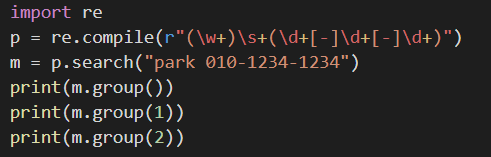 import re
p = re.compile(r"(\w+)\s+(\d+[-]\d+[-]\d+)")
m = p.search("park 010-1234-1234")
print(m.group())
print(m.group(1))
print(m.group(2))